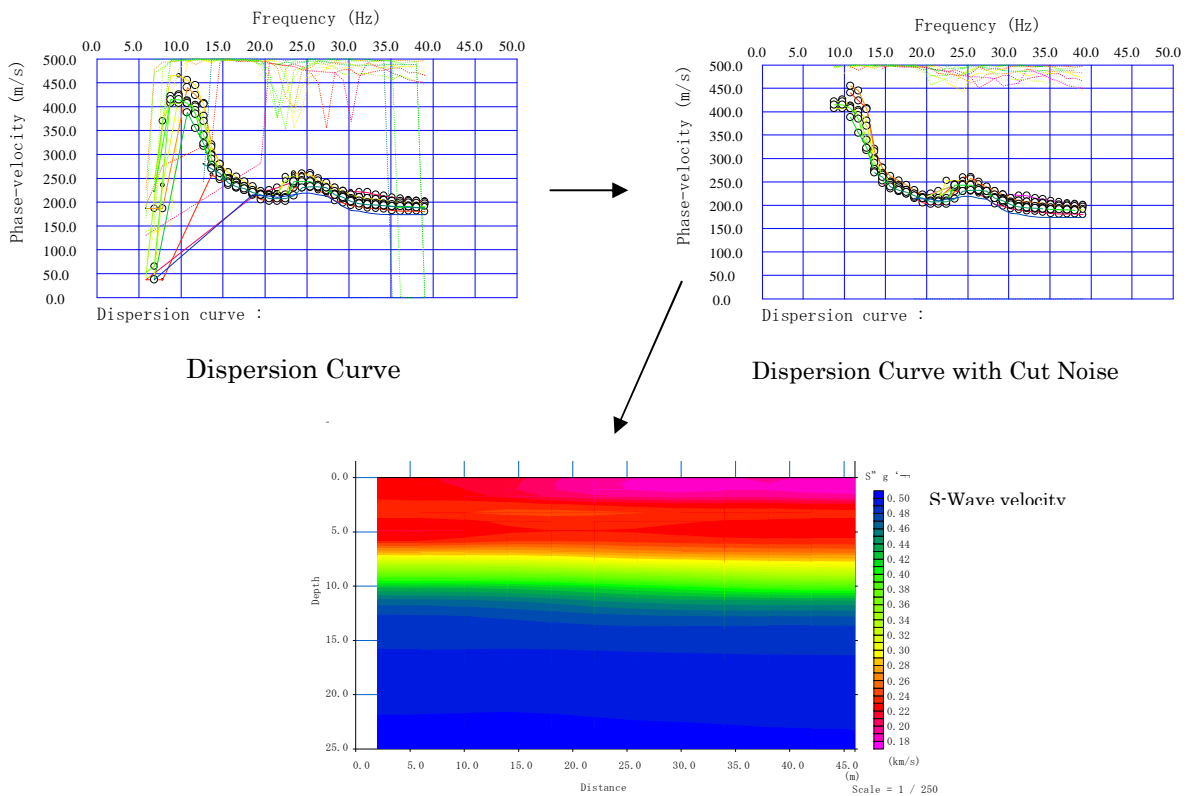 Frequency (Hz)
0.0 5.0 10.0 15.0 20.0 25.0 30.0 35.0 40.0 45.0 50.0
Phase-velocity (m/s)
500.0
450.0
400.0
350.0
300.0
250.0
200.0
150.0
100.0
50.0
0.0
Dispersion curve :
Dispersion Curve
Frequency (Hz)
0.0 5.0 10.0 15.0 20.0 25.0 30.0 35.0 40.0 45.0 50.0
Phase-velocity (m/s)
500.0
450.0
400.0
350.0
300.0
250.0
200.0
150.0
100.0
50.0
0.0
Dispersion curve :
Dispersion Curve with Cut Noise
Depth
0.0
5.0
10.0
15.0
20.0
25.0
0.0 5.0 10.0 15.0 20.0 25.0 30.0 35.0 40.0 45.0
(m)
Distance
Scale = 1 / 250
S-Wave velocity
0.50
0.48
0.46
0.44
0.42
0.40
0.38
0.36
0.34
0.32
0.30
0.28
0.26
0.24
0.22
0.20
0.18
(km/s)